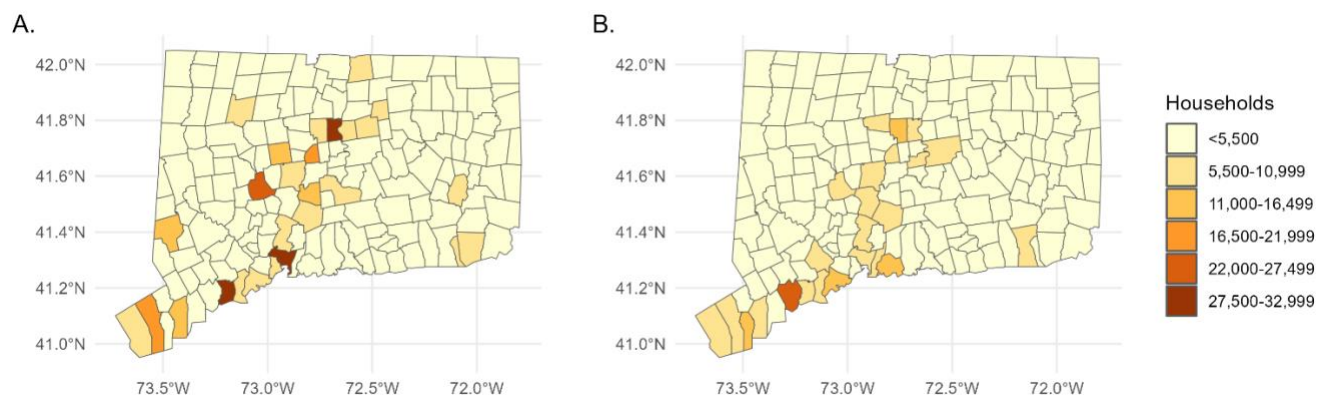 A.
B.
42.0°N
41.8°N
41.6°N
41.4°N
41.2°N
41.0°N
73.5°W 73.0°W 72.5°W 72.0°W
42.0°N
41.8°N
41.6°N
41.4°N
41.2°N
41.0°N
73.5°W 73.0°W 72.5°W 72.0°W
Households
<5,500
5,500-10,999
11,000-16,499
16,500-21,999
22,000-27,499
27,500-32,999